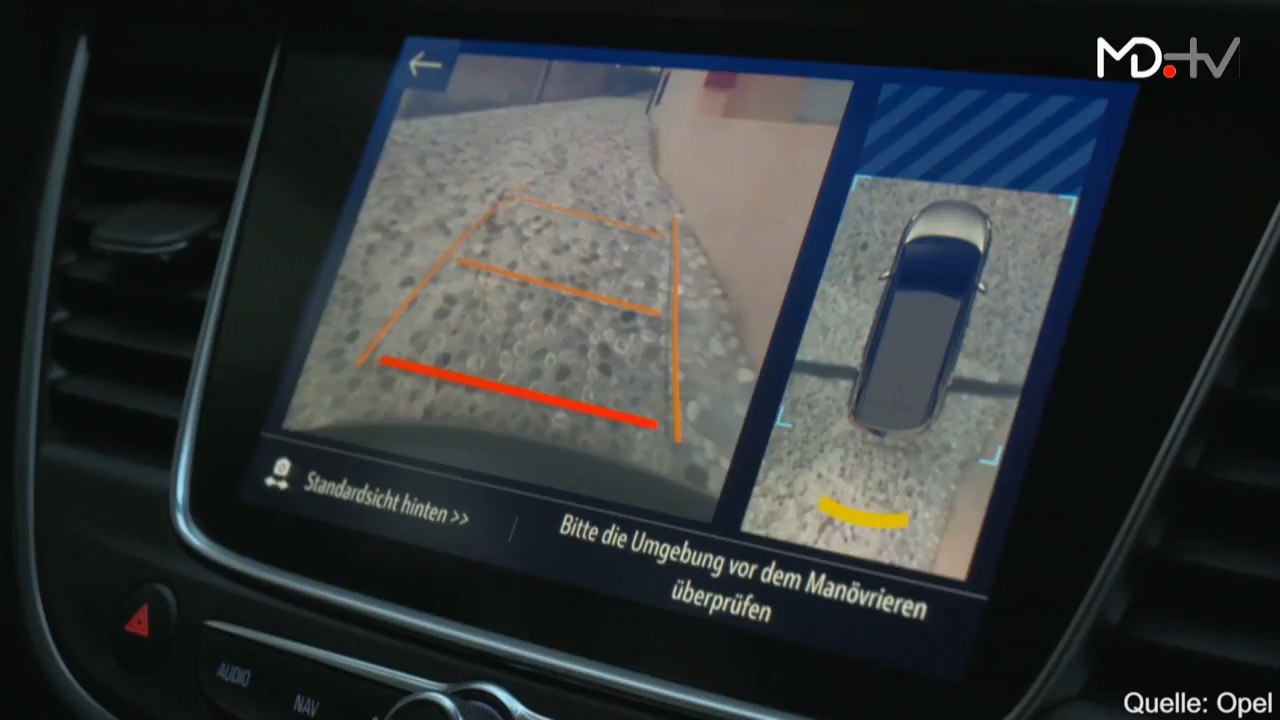 MD.tv
Standardsicht hinten >>
Bitte die Umgebung vor dem Manövrieren
überprüfen
AUDIO
NAV
Quelle: Opel